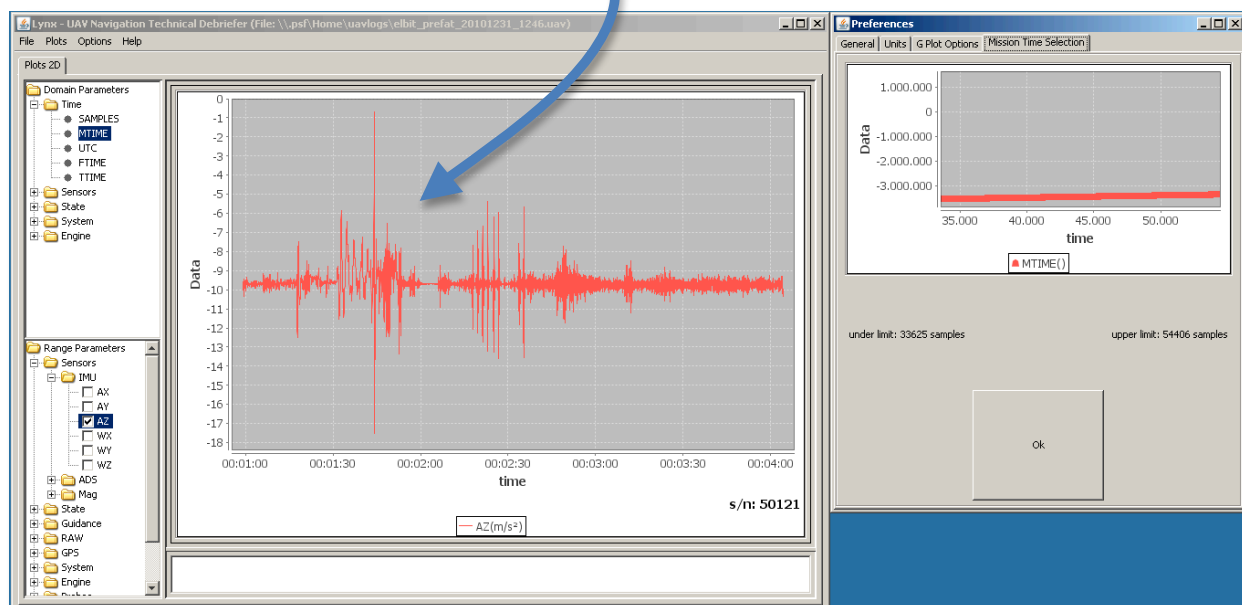 Lynx - UAV Navigation Technical Debriefer (File: \\.psf\Home\uavlogs\elbit_prefat_20101231_1246.uav)
File Plots Options Help
Plots 2D
Domain Parameters
Time
SAMPLES
MTIME
UTC
FTIME
TTIME
Sensors
State
System
Engine
Range Parameters
Sensors
IMU
AX
AY
AZ
WX
WY
WZ
ADS
Mag
State
Guidance
RAW
GPS
System
Engine
0
-1
-2
-3
-4
-5
-6
-7
-8
-9
-10
-11
-12
-13
-14
-15
-16
-17
-18
Data
00:01:00 00:01:30 00:02:00 00:02:30 00:03:00 00:03:30 00:04:00
time
s/n: 50121
AZ(m/s²)
Preferences
General Units G Plot Options Mission Time Selection
1.000.000
0
-1.000.000
-2.000.000
-3.000.000
Data
35.000 40.000 45.000 50.000
time
MTIME()
under limit: 33625 samples upper limit: 54406 samples
Ok